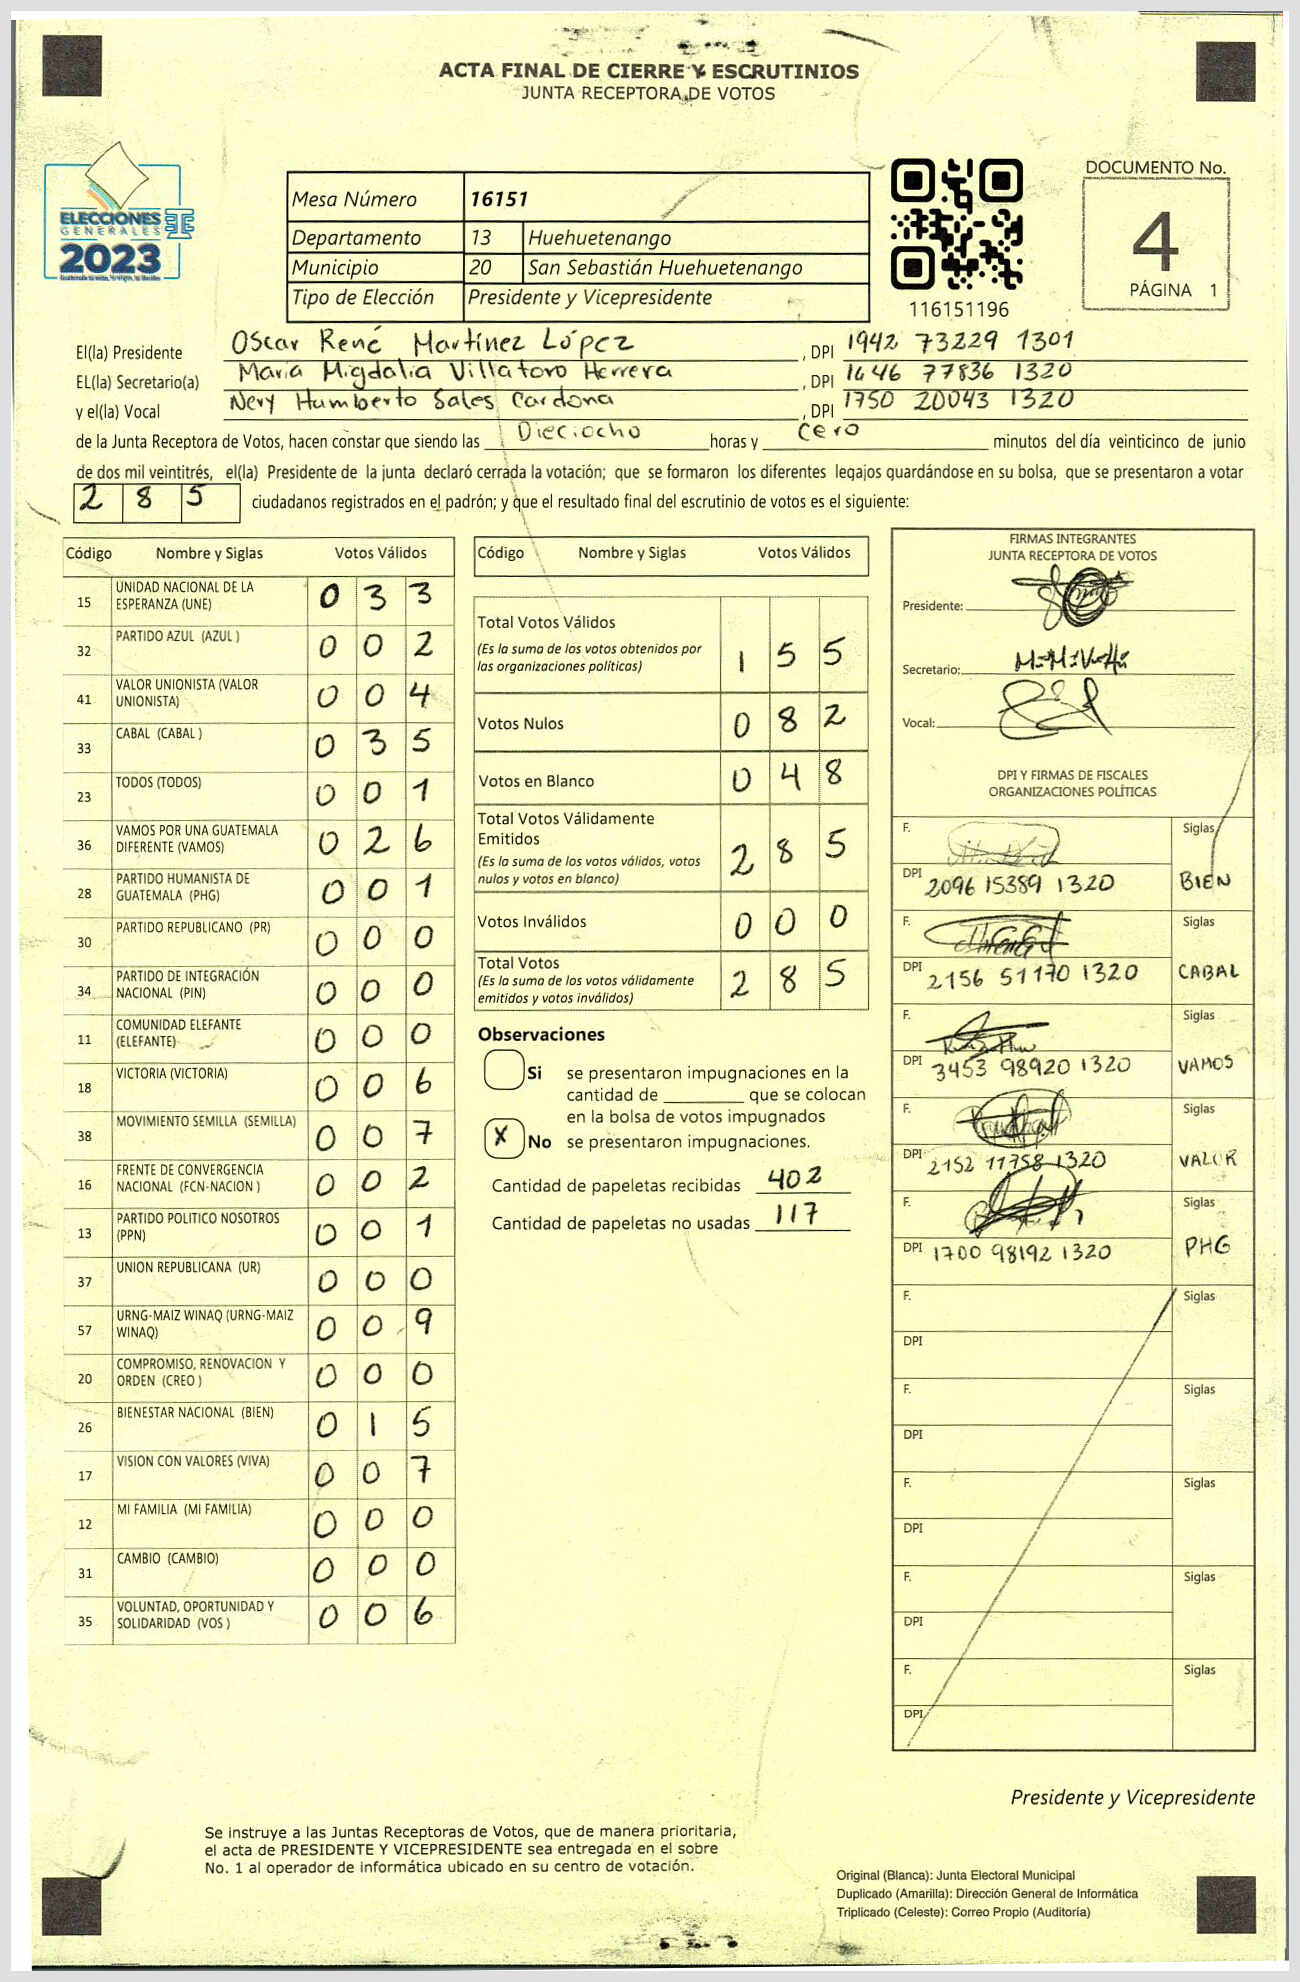 ACTA FINAL DE CIERRE Y ESCRUTINIOS
JUNTA RECEPTORA DE VOTOS
ELECCIONES
GENERALES
2023
Mesa Número 16151
Departamento 13 Huehuetenango
Municipio 20 San Sebastián Huehuetenango
Tipo de Elección Presidente y Vicepresidente
116151196
DOCUMENTO No.
4
PÁGINA 1
El(la) Presidente Oscar René Martínez López , DPI 1942 73229 1301
EL(la) Secretario(a) María Migdalia Villatoro Herrera , DPI 1646 77836 1320
y el(la) Vocal Nery Humberto Sales Cardona , DPI 1750 20043 1320
de la Junta Receptora de Votos, hacen constar que siendo las Dieciocho horas y cero minutos del día veinticinco de junio
de dos mil veintitrés, el(la) Presidente de la junta declaró cerrada la votación; que se formaron los diferentes legajos guardándose en su bolsa, que se presentaron a votar
2 8 5 ciudadanos registrados en el padrón; y que el resultado final del escrutinio de votos es el siguiente:
Código Nombre y Siglas Votos Válidos
15 UNIDAD NACIONAL DE LA ESPERANZA (UNE) 0 3 3
32 PARTIDO AZUL (AZUL ) 0 0 2
41 VALOR UNIONISTA (VALOR UNIONISTA) 0 0 4
33 CABAL (CABAL ) 0 3 5
23 TODOS (TODOS) 0 0 1
36 VAMOS POR UNA GUATEMALA DIFERENTE (VAMOS) 0 2 6
28 PARTIDO HUMANISTA DE GUATEMALA (PHG) 0 0 1
30 PARTIDO REPUBLICANO (PR) 0 0 0
34 PARTIDO DE INTEGRACIÓN NACIONAL (PIN) 0 0 0
11 COMUNIDAD ELEFANTE (ELEFANTE) 0 0 0
18 VICTORIA (VICTORIA) 0 0 6
38 MOVIMIENTO SEMILLA (SEMILLA) 0 0 7
16 FRENTE DE CONVERGENCIA NACIONAL (FCN-NACION ) 0 0 2
13 PARTIDO POLITICO NOSOTROS (PPN) 0 0 1
37 UNION REPUBLICANA (UR) 0 0 0
57 URNG-MAIZ WINAQ (URNG-MAIZ WINAQ) 0 0 9
20 COMPROMISO, RENOVACION Y ORDEN (CREO ) 0 0 0
26 BIENESTAR NACIONAL (BIEN) 0 1 5
17 VISION CON VALORES (VIVA) 0 0 7
12 MI FAMILIA (MI FAMILIA) 0 0 0
31 CAMBIO (CAMBIO) 0 0 0
35 VOLUNTAD, OPORTUNIDAD Y SOLIDARIDAD (VOS ) 0 0 6
Código Nombre y Siglas Votos Válidos
Total Votos Válidos
(Es la suma de los votos obtenidos por
las organizaciones políticas) 1 5 5
Votos Nulos 0 8 2
Votos en Blanco 0 4 8
Total Votos Válidamente
Emitidos
(Es la suma de los votos válidos, votos
nulos y votos en blanco) 2 8 5
Votos Inválidos 0 0 0
Total Votos
(Es la suma de los votos válidamente
emitidos y votos inválidos) 2 8 5
Observaciones
Si se presentaron impugnaciones en la
cantidad de ________ que se colocan
en la bolsa de votos impugnados
X No se presentaron impugnaciones.
Cantidad de papeletas recibidas 402
Cantidad de papeletas no usadas 117
FIRMAS INTEGRANTES
JUNTA RECEPTORA DE VOTOS
Presidente:
Secretario:
Vocal:
DPI Y FIRMAS DE FISCALES
ORGANIZACIONES POLÍTICAS
F. Siglas
DPI 2096 15389 1320 BIEN
F. Siglas
DPI 2156 51170 1320 CABAL
F. Siglas
DPI 3453 98920 1320 VAMOS
F. Siglas
DPI 2152 11758 1320 VALOR
F. Siglas
DPI 1700 98192 1320 PHG
F. Siglas
DPI
F. Siglas
DPI
F. Siglas
DPI
F. Siglas
DPI
F. Siglas
DPI
Presidente y Vicepresidente
Se instruye a las Juntas Receptoras de Votos, que de manera prioritaria,
el acta de PRESIDENTE Y VICEPRESIDENTE sea entregada en el sobre
No. 1 al operador de informática ubicado en su centro de votación.
Original (Blanca): Junta Electoral Municipal
Duplicado (Amarilla): Dirección General de Informática
Triplicado (Celeste): Correo Propio (Auditoría)